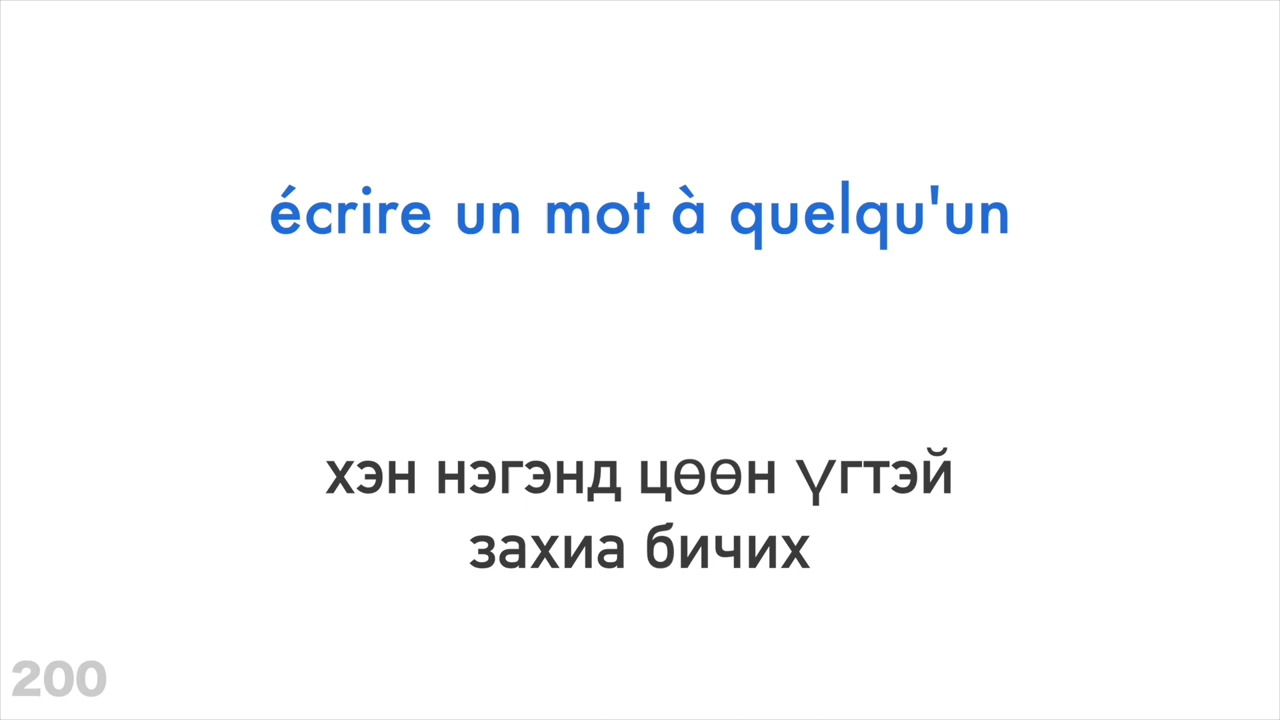 écrire un mot à quelqu'un
хэн нэгэнд цөөн үгтэй
захиа бичих
200